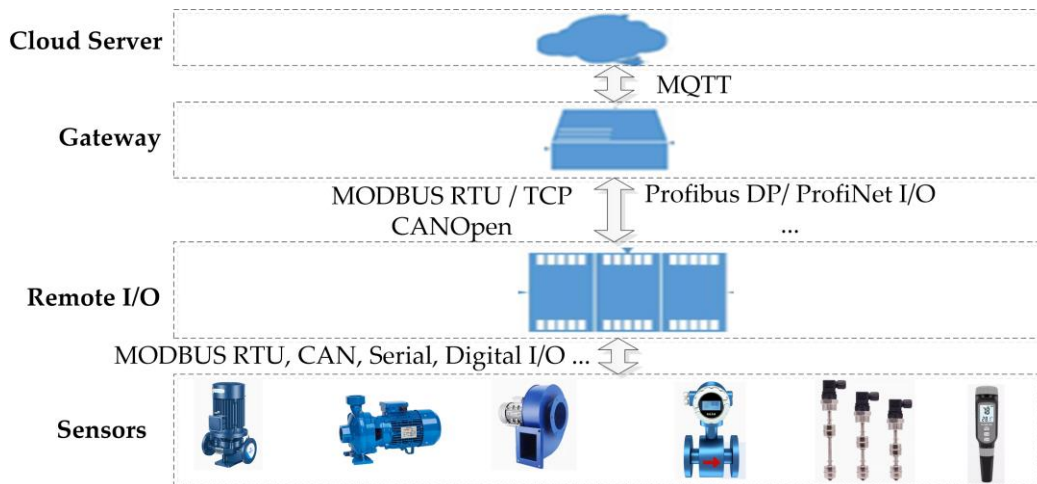 Cloud Server
MQTT
Gateway
MODBUS RTU / TCP
CANOpen
Profibus DP/ ProfiNet I/O
...
Remote I/O
MODBUS RTU, CAN, Serial, Digital I/O ...
Sensors